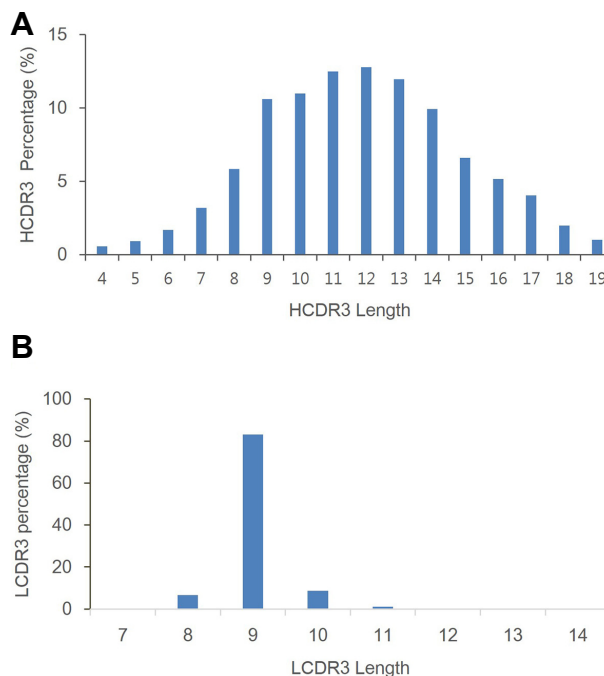 A
HCDR3 Percentage (%)
15
10
5
0
4 5 6 7 8 9 10 11 12 13 14 15 16 17 18 19
HCDR3 Length
B
LCDR3 percentage (%)
100
80
60
40
20
0
7 8 9 10 11 12 13 14
LCDR3 Length